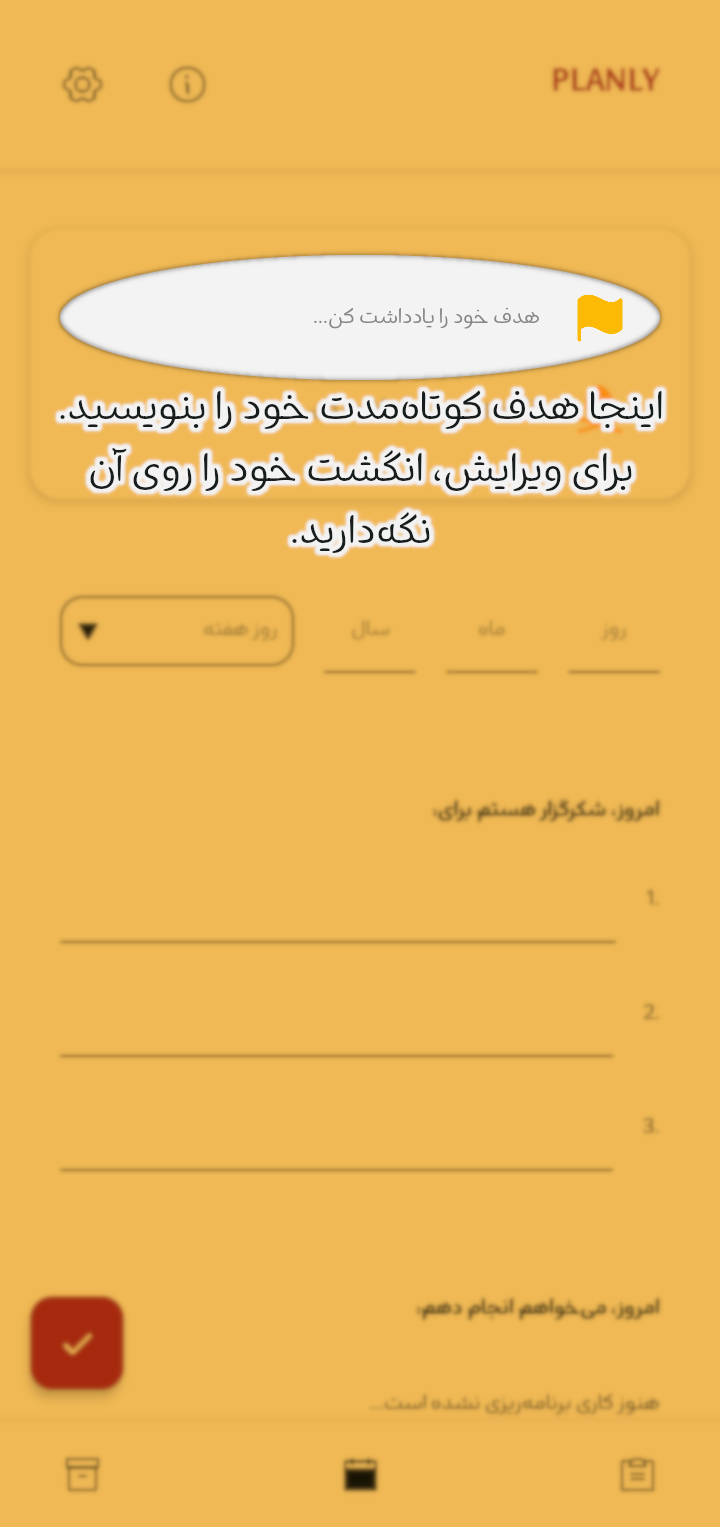 PLANLY
هدف خود را یادداشت کن...
اینجا هدف کوتاه‌مدت خود را بنویسید.
برای ویرایش، انگشت خود را روی آن
نگه‌دارید.
روز ماه سال روز هفته
امروز، شکرگزار هستم برای:
1.
2.
3.
امروز، می‌خواهم انجام دهم:
هنوز کاری برنامه‌ریزی نشده است...